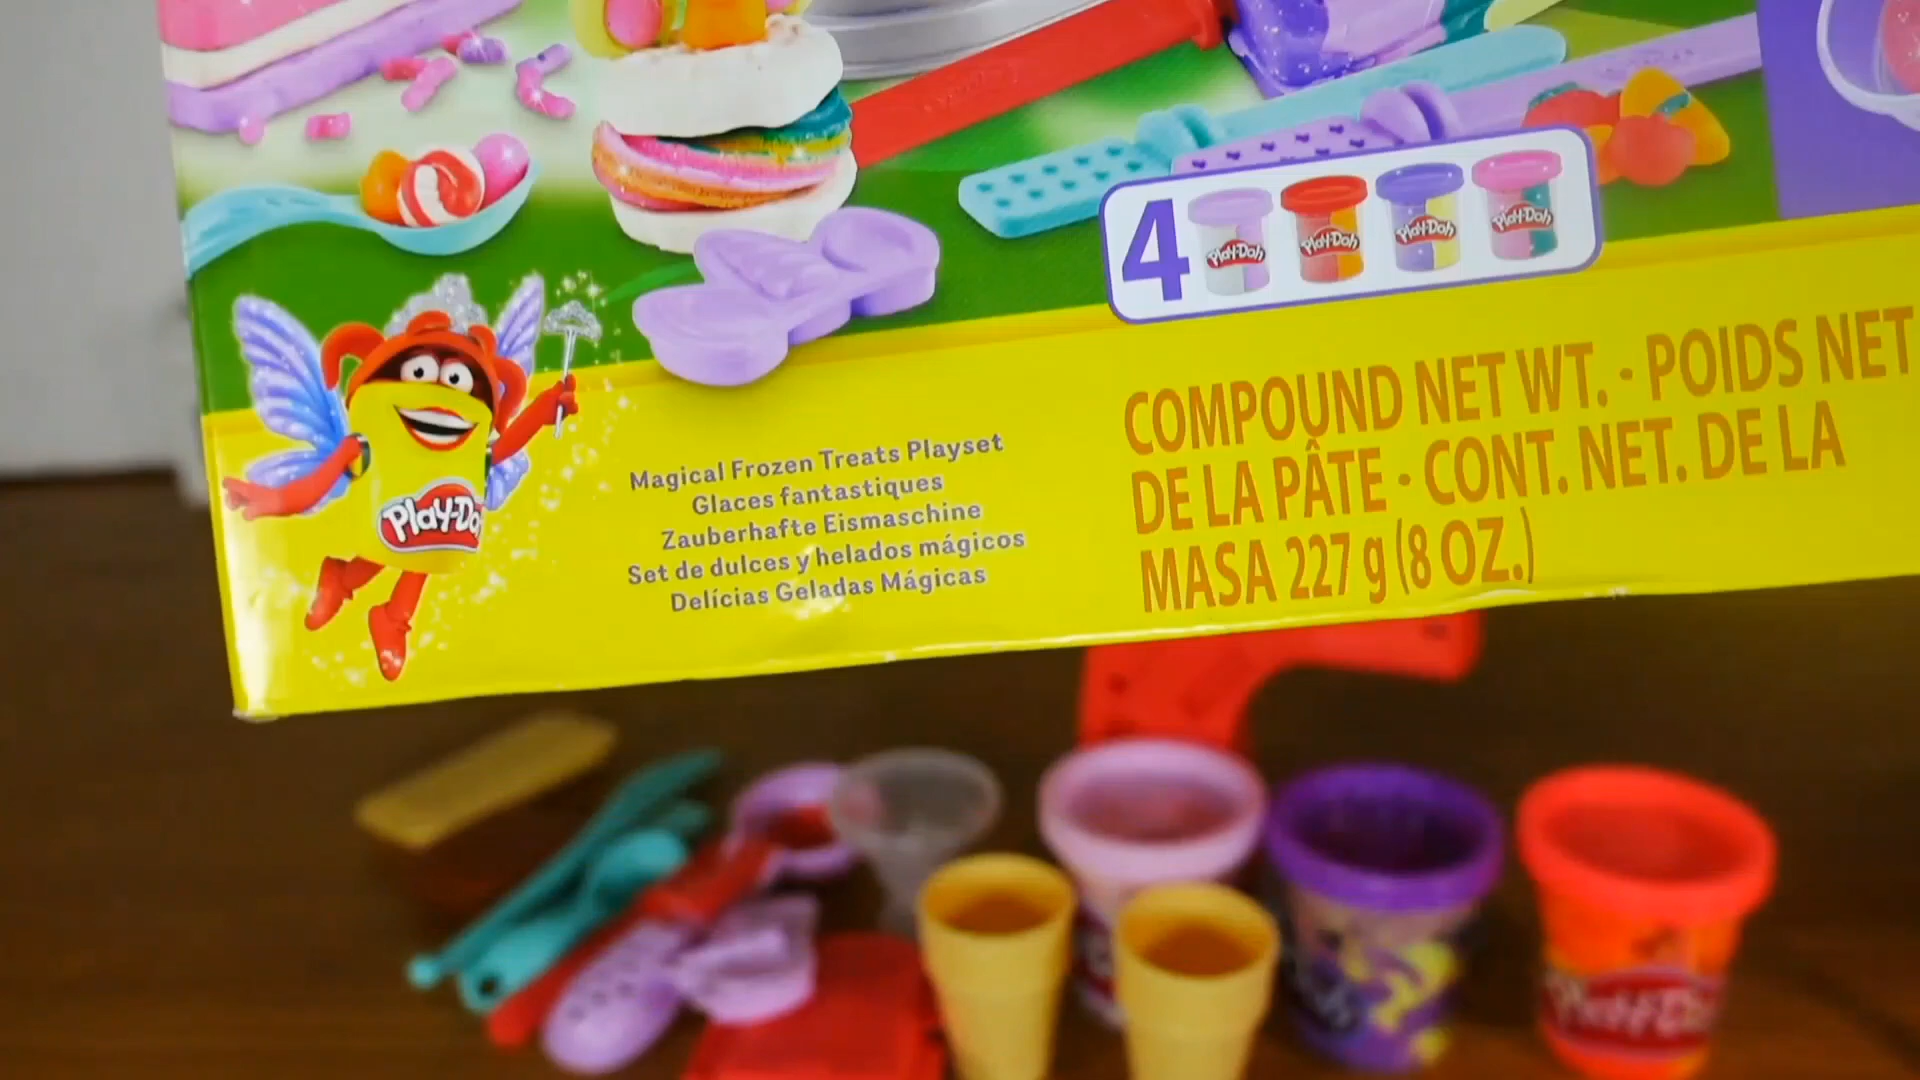 4
Play-Doh
Play-Doh
Play-Doh
Play-Doh
Play-Do
Magical Frozen Treats Playset
Glaces fantastiques
Zauberhafte Eismaschine
Set de dulces y helados mágicos
Delícias Geladas Mágicas
COMPOUND NET WT. · POIDS NET
DE LA PÂTE · CONT. NET. DE LA
MASA 227 g (8 OZ.)
Play-Do